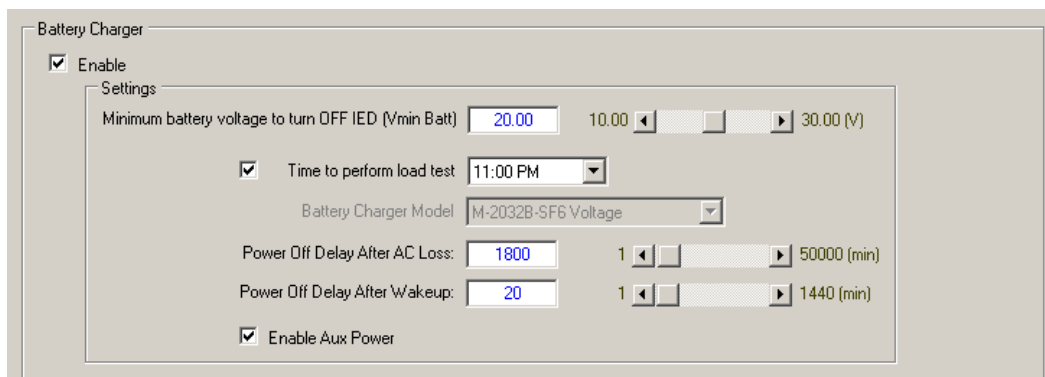 Battery Charger
Enable
Settings
Minimum battery voltage to turn OFF IED (Vmin Batt) 20.00 10.00 30.00 (V)
Time to perform load test 11:00 PM
Battery Charger Model M-2032B-SF6 Voltage
Power Off Delay After AC Loss: 1800 1 50000 (min)
Power Off Delay After Wakeup: 20 1 1440 (min)
Enable Aux Power